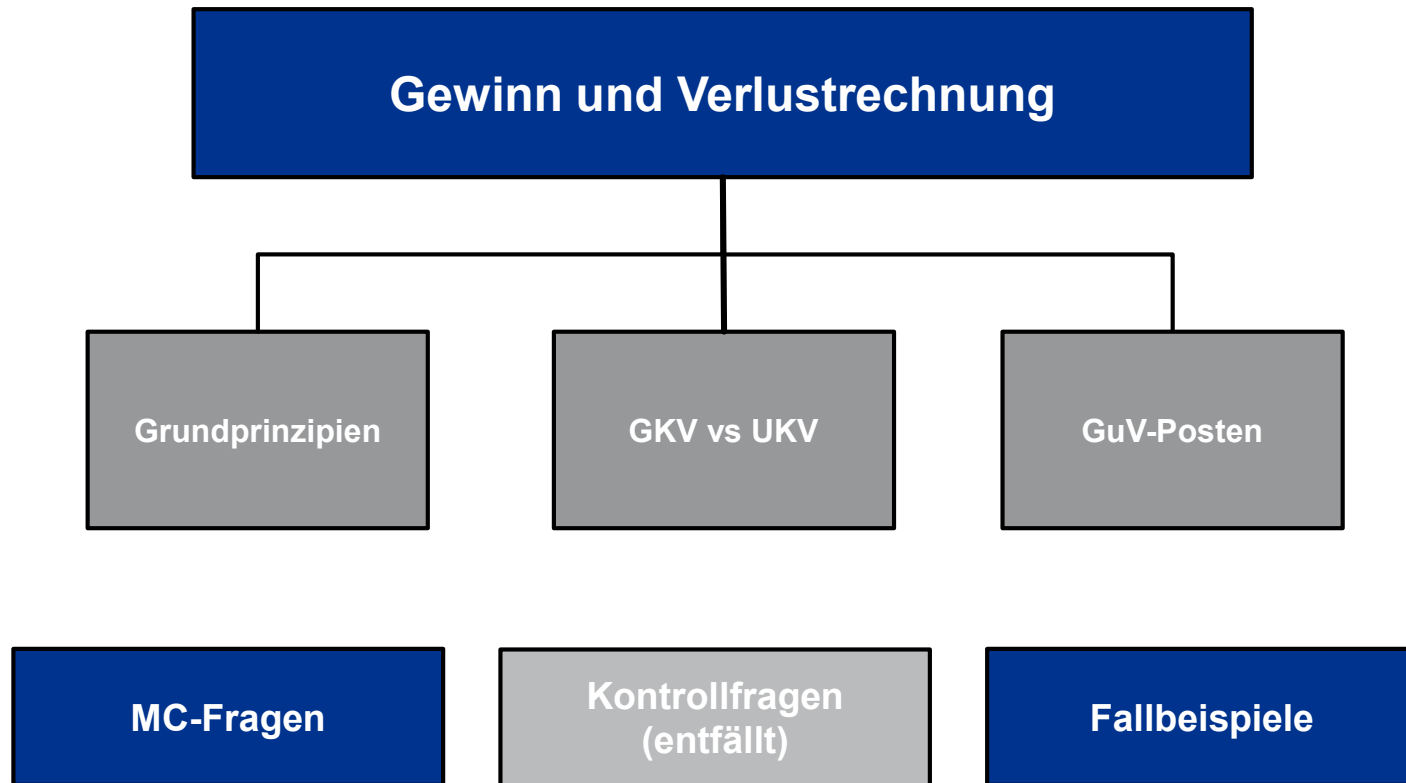 Gewinn und Verlustrechnung
Grundprinzipien
GKV vs UKV
GuV-Posten
MC-Fragen
Kontrollfragen
(entfällt)
Fallbeispiele